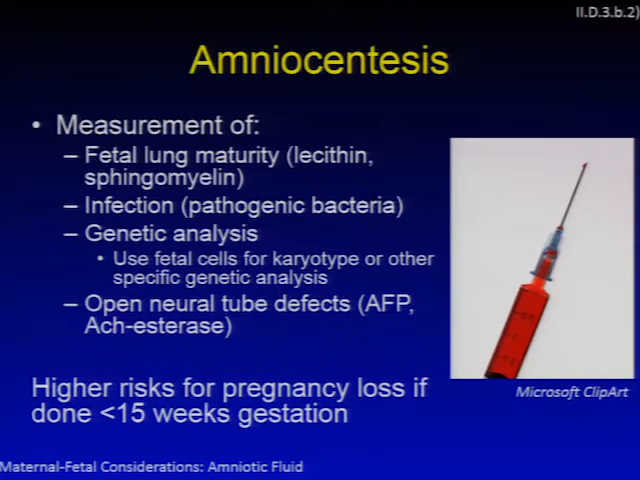 II.D.3.b.2)
Amniocentesis
• Measurement of:
– Fetal lung maturity (lecithin,
sphingomyelin)
– Infection (pathogenic bacteria)
– Genetic analysis
• Use fetal cells for karyotype or other
specific genetic analysis
– Open neural tube defects (AFP,
Ach-esterase)
Higher risks for pregnancy loss if
done <15 weeks gestation
Microsoft ClipArt
Maternal-Fetal Considerations: Amniotic Fluid